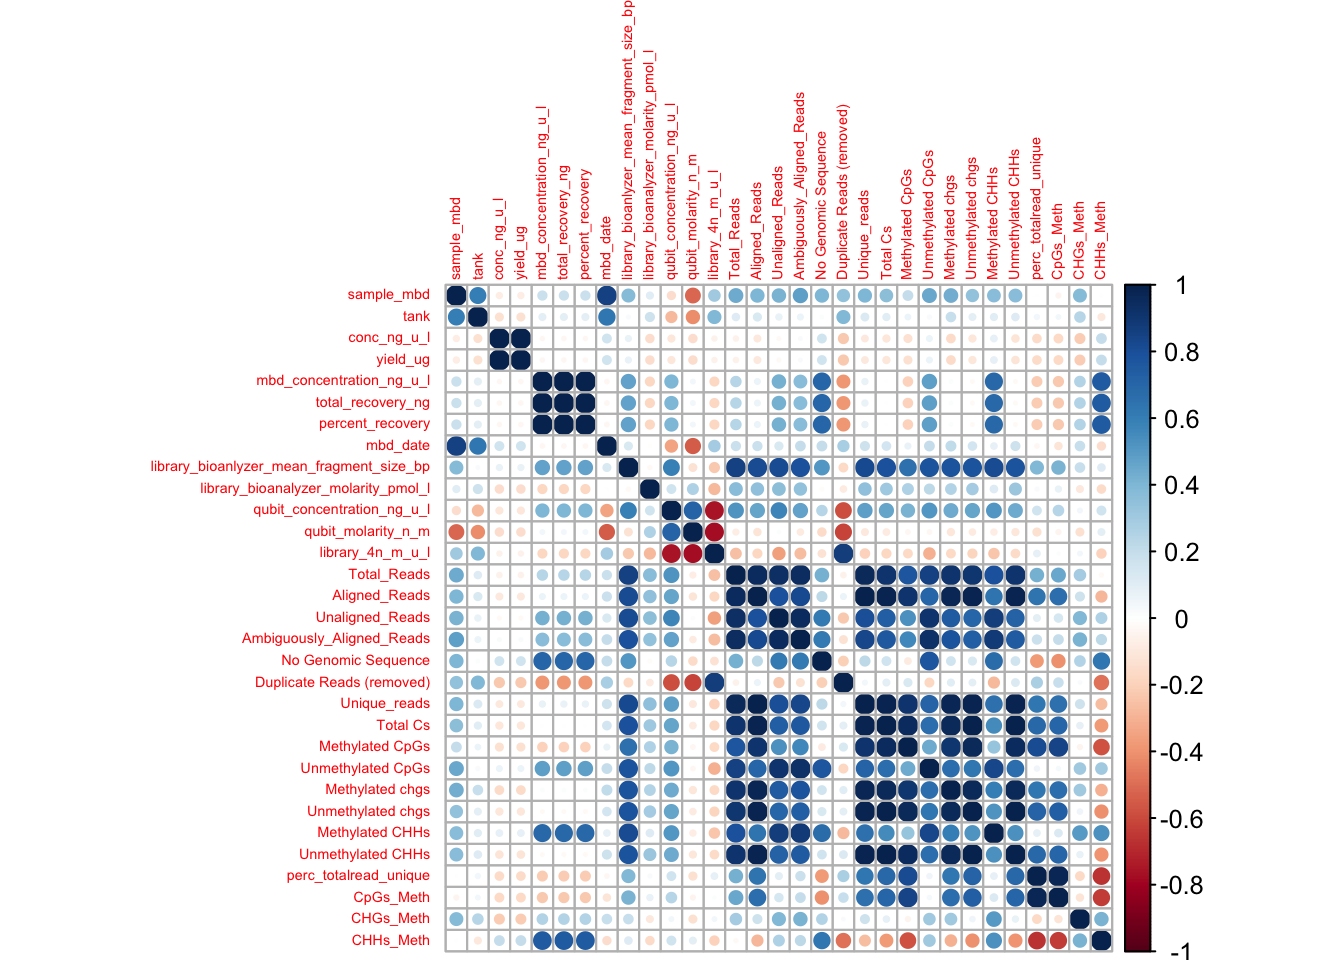 sample_mbd
tank
conc_ng_u_l
yield_ug
mbd_concentration_ng_u_l
total_recovery_ng
percent_recovery
mbd_date
library_bioanlyzer_mean_fragment_size_bp
library_bioanalyzer_molarity_pmol_l
qubit_concentration_ng_u_l
qubit_molarity_n_m
library_4n_m_u_l
Total_Reads
Aligned_Reads
Unaligned_Reads
Ambiguously_Aligned_Reads
No Genomic Sequence
Duplicate Reads (removed)
Unique_reads
Total Cs
Methylated CpGs
Unmethylated CpGs
Methylated chgs
Unmethylated chgs
Methylated CHHs
Unmethylated CHHs
perc_totalread_unique
CpGs_Meth
CHGs_Meth
CHHs_Meth
sample_mbd
tank
conc_ng_u_l
yield_ug
mbd_concentration_ng_u_l
total_recovery_ng
percent_recovery
mbd_date
library_bioanlyzer_mean_fragment_size_bp
library_bioanalyzer_molarity_pmol_l
qubit_concentration_ng_u_l
qubit_molarity_n_m
library_4n_m_u_l
Total_Reads
Aligned_Reads
Unaligned_Reads
Ambiguously_Aligned_Reads
No Genomic Sequence
Duplicate Reads (removed)
Unique_reads
Total Cs
Methylated CpGs
Unmethylated CpGs
Methylated chgs
Unmethylated chgs
Methylated CHHs
Unmethylated CHHs
perc_totalread_unique
CpGs_Meth
CHGs_Meth
CHHs_Meth
1
0.8
0.6
0.4
0.2
0
-0.2
-0.4
-0.6
-0.8
-1